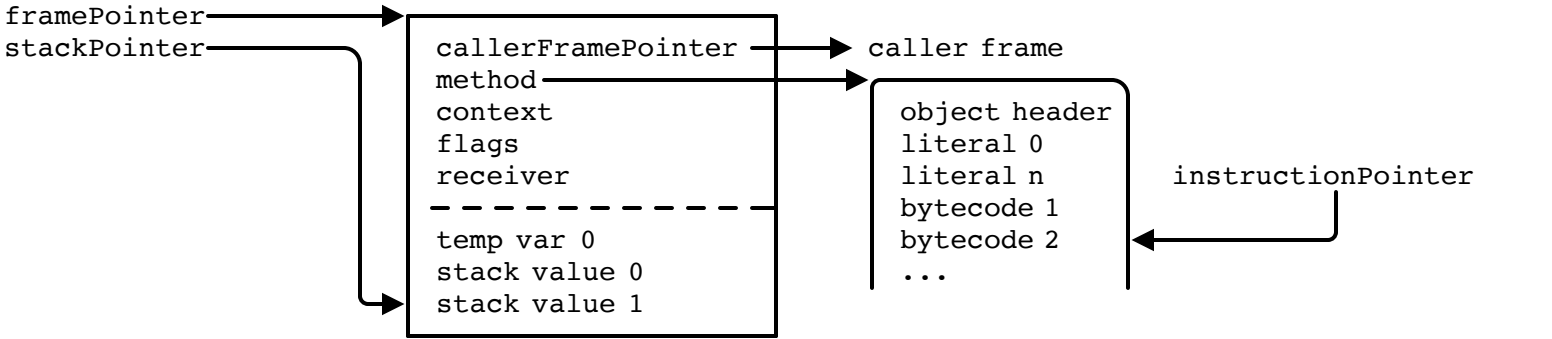 framePointer
stackPointer
callerFramePointer
method
context
flags
receiver
temp var 0
stack value 0
stack value 1
caller frame
object header
literal 0
literal n
bytecode 1
bytecode 2
...
instructionPointer